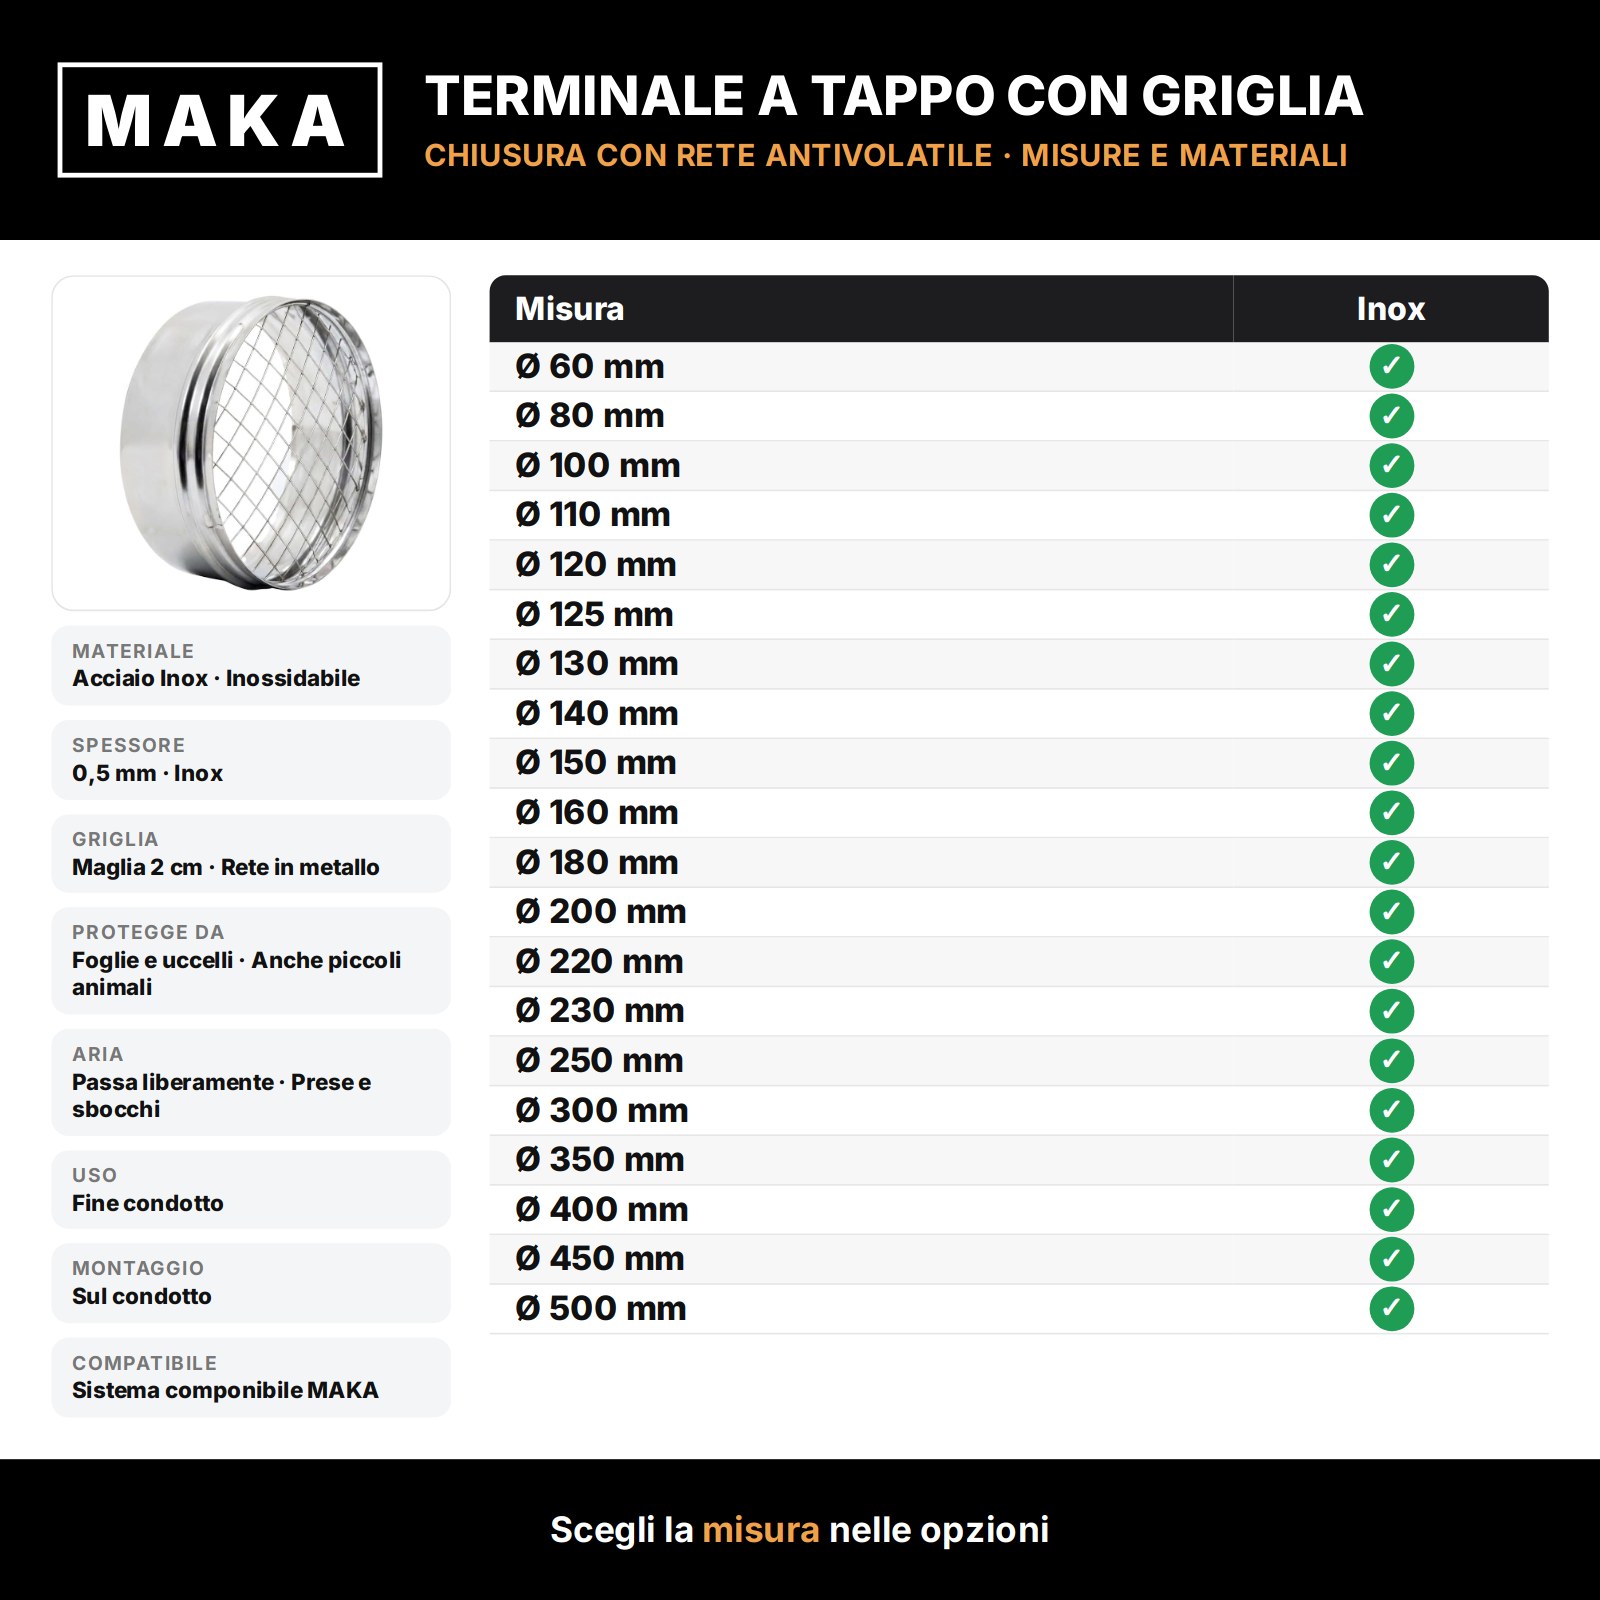 MAKA
TERMINALE A TAPPO CON GRIGLIA
CHIUSURA CON RETE ANTIVOLATILE · MISURE E MATERIALI
MATERIALE
Acciaio Inox · Inossidabile
SPESSORE
0,5 mm · Inox
GRIGLIA
Maglia 2 cm · Rete in metallo
PROTEGGE DA
Foglie e uccelli · Anche piccoli
animali
ARIA
Passa liberamente · Prese e
sbocchi
USO
Fine condotto
MONTAGGIO
Sul condotto
COMPATIBILE
Sistema componibile MAKA
Misura Inox
Ø 60 mm ✓
Ø 80 mm ✓
Ø 100 mm ✓
Ø 110 mm ✓
Ø 120 mm ✓
Ø 125 mm ✓
Ø 130 mm ✓
Ø 140 mm ✓
Ø 150 mm ✓
Ø 160 mm ✓
Ø 180 mm ✓
Ø 200 mm ✓
Ø 220 mm ✓
Ø 230 mm ✓
Ø 250 mm ✓
Ø 300 mm ✓
Ø 350 mm ✓
Ø 400 mm ✓
Ø 450 mm ✓
Ø 500 mm ✓
Scegli la misura nelle opzioni